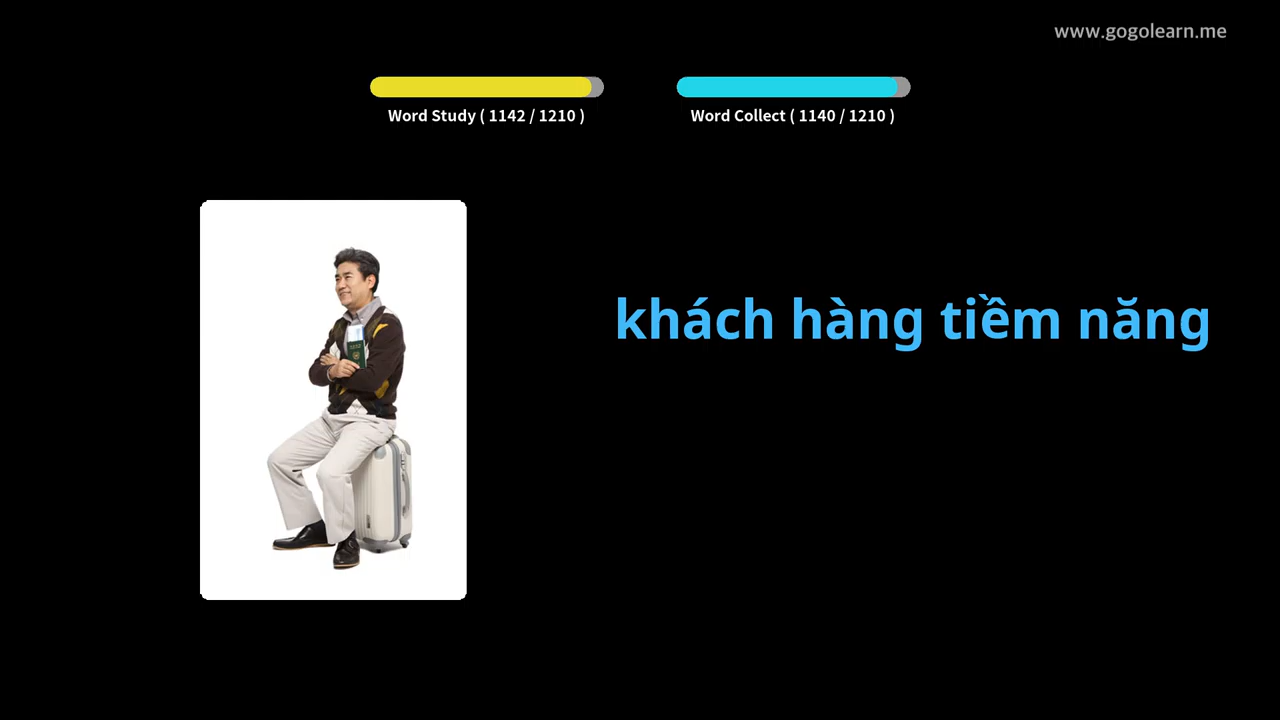 www.gogolearn.me
Word Study ( 1142 / 1210 )
Word Collect ( 1140 / 1210 )
khách hàng tiềm năng